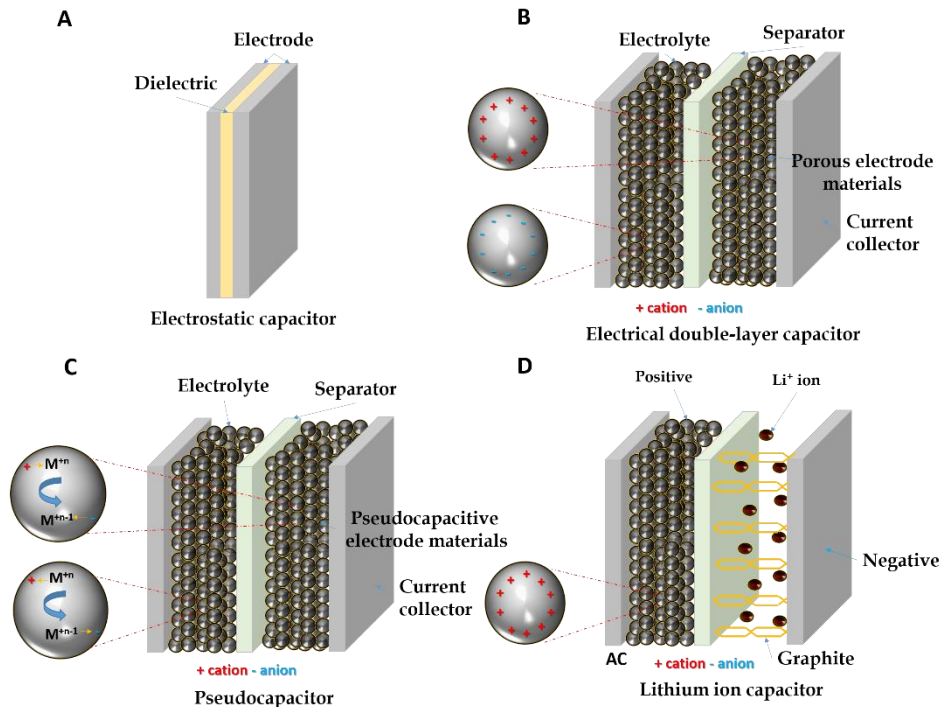 A
Electrode
Dielectric
Electrostatic capacitor
B
Separator
Electrolyte
Porous electrode
materials
Current
collector
+ cation - anion
Electrical double-layer capacitor
C
Electrolyte
Separator
+ M+n
M+n-1 -
+ M+n
M+n-1 -
Pseudocapacitive
electrode materials
Current
collector
+ cation - anion
Pseudocapacitor
D
Positive
Li⁺ ion
Negative
Graphite
AC
+ cation - anion
Lithium ion capacitor